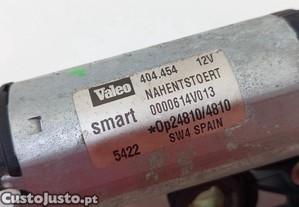 Valeo 404.454 12V
NAHENTSTOERT
smart 0000614V013
*Op24810/4810
5422 SW4 SPAIN
CustoJusto.pt